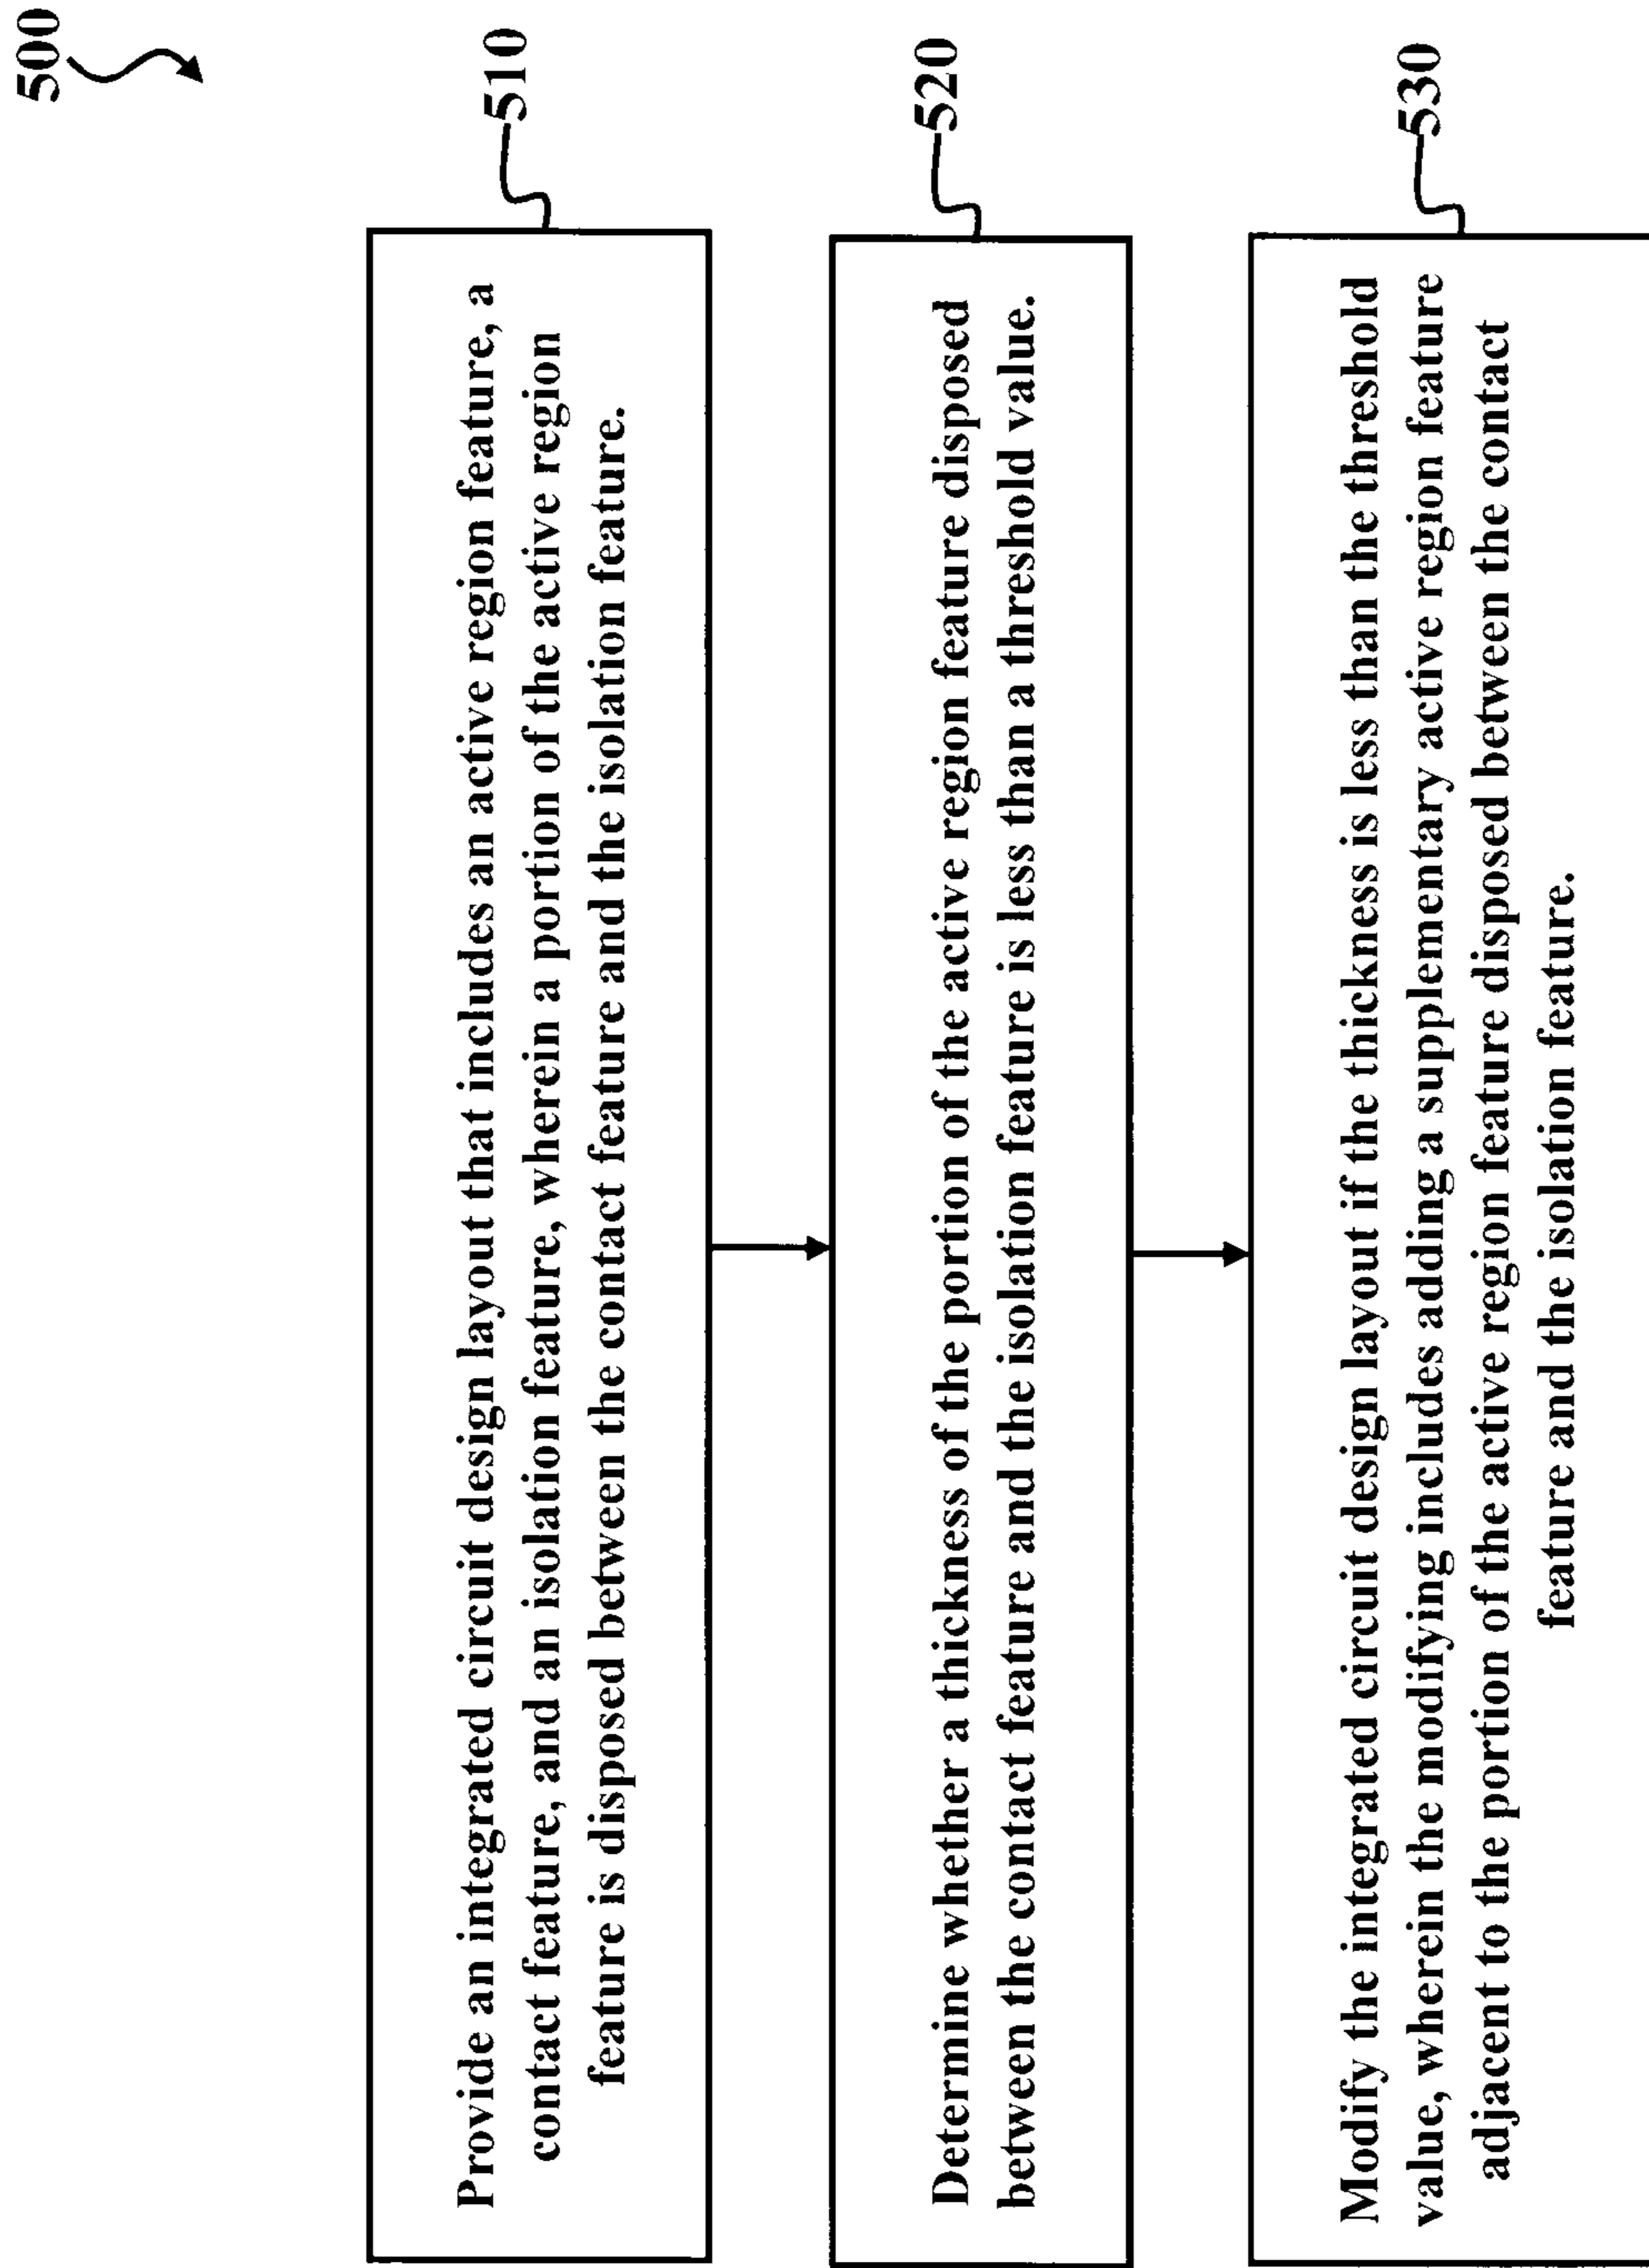 500
510
Provide an integrated circuit design layout that includes an active region feature, a
contact feature, and an isolation feature, wherein a portion of the active region
feature is disposed between the contact feature and the isolation feature.
520
Determine whether a thickness of the portion of the active region feature disposed
between the contact feature and the isolation feature is less than a threshold value.
530
Modify the integrated circuit design layout if the thickness is less than the threshold
value, wherein the modifying includes adding a supplementary active region feature
adjacent to the portion of the active region feature disposed between the contact
feature and the isolation feature.